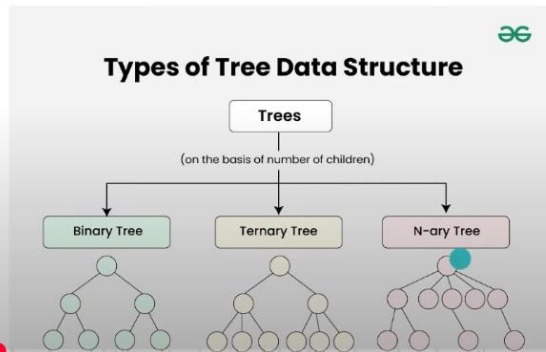 Types of Tree Data Structure
Trees
(on the basis of number of children)
Binary Tree
Ternary Tree
N-ary Tree